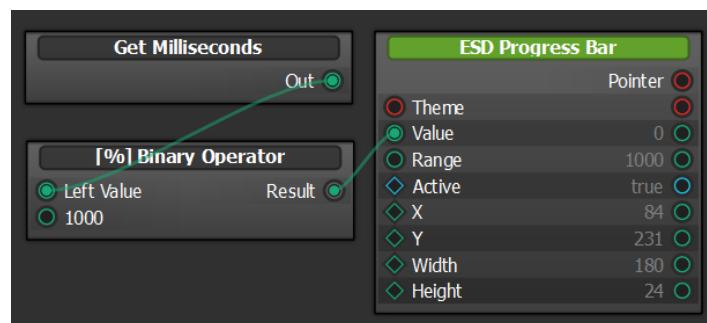 Get Milliseconds
Out
[%] Binary Operator
Left Value Result
1000
ESD Progress Bar
Pointer
Theme
Value 0
Range 1000
Active true
X 84
Y 231
Width 180
Height 24